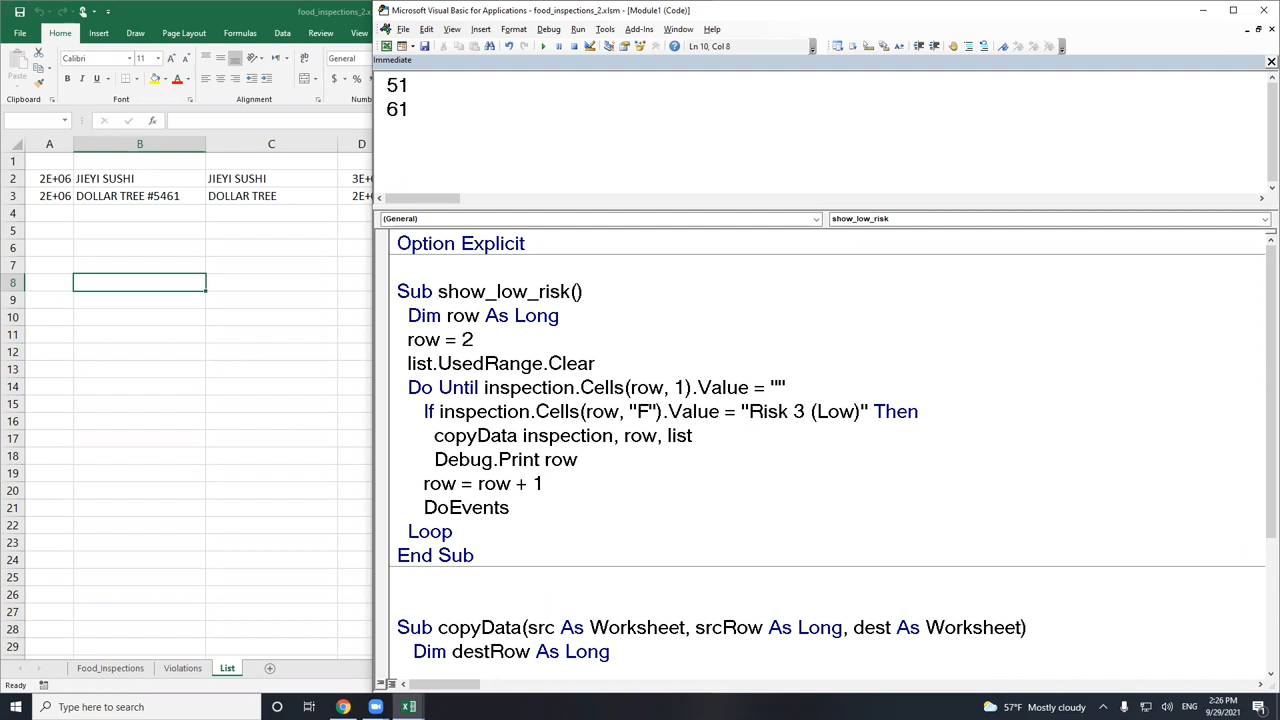 food_inspections_2.xlsm -
Microsoft Visual Basic for Applications - food_inspections_2.xlsm - [Module1 (Code)]
File Home Insert Draw Page Layout Formulas Data Review View
File Edit View Insert Format Debug Run Tools Add-Ins Window Help
Ln 10, Col 8
Calibri 11 General
Paste
B I U
$ %
Clipboard Font Alignment
Immediate
51
61
A B C D
1
2 2E+06 JIEYI SUSHI JIEYI SUSHI
3 2E+06 DOLLAR TREE #5461 DOLLAR TREE
4
5
6
7
8
9
10
11
12
13
14
15
16
17
18
19
20
21
22
23
24
25
26
27
28
29
(General) show_low_risk
Option Explicit
Sub show_low_risk()
Dim row As Long
row = 2
list.UsedRange.Clear
Do Until inspection.Cells(row, 1).Value = ""
If inspection.Cells(row, "F").Value = "Risk 3 (Low)" Then
copyData inspection, row, list
Debug.Print row
row = row + 1
DoEvents
Loop
End Sub
Sub copyData(src As Worksheet, srcRow As Long, dest As Worksheet)
Dim destRow As Long
Food_Inspections Violations List
Ready
Type here to search
57°F Mostly cloudy
ENG
2:26 PM
9/29/2021